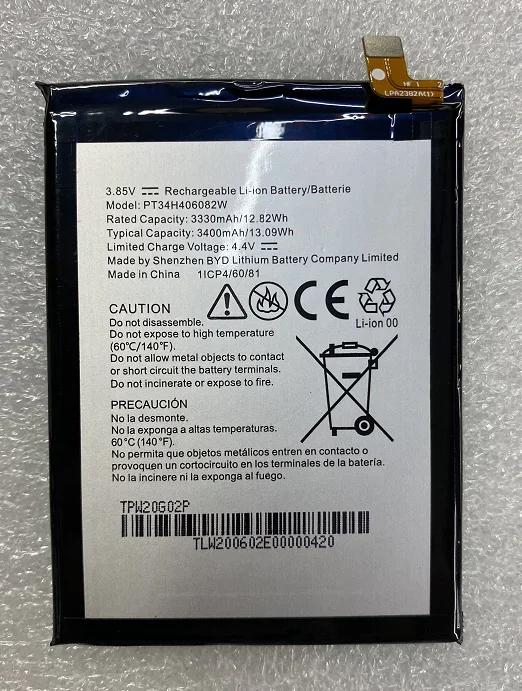 HF 1 2
LPA2382A(1)
3.85V Rechargeable Li-ion Battery/Batterie
Model: PT34H406082W
Rated Capacity: 3330mAh/12.82Wh
Typical Capacity: 3400mAh/13.09Wh
Limited Charge Voltage: 4.4V
Made by Shenzhen BYD Lithium Battery Company Limited
Made in China 1ICP4/60/81
CE
Li-ion 00
CAUTION
Do not disassemble.
Do not expose to high temperature
(60℃/140℉).
Do not allow metal objects to contact
or short circuit the battery terminals.
Do not incinerate or expose to fire.
PRECAUCIÓN
No la desmonte.
No la exponga a altas temperaturas.
60°C (140°F).
No permita que objetos metálicos entren en contacto o
provoquen un cortocircuito en los terminales de la batería.
No la incinere ni la exponga al fuego.
TPW20G02P
TLW200602E00000420